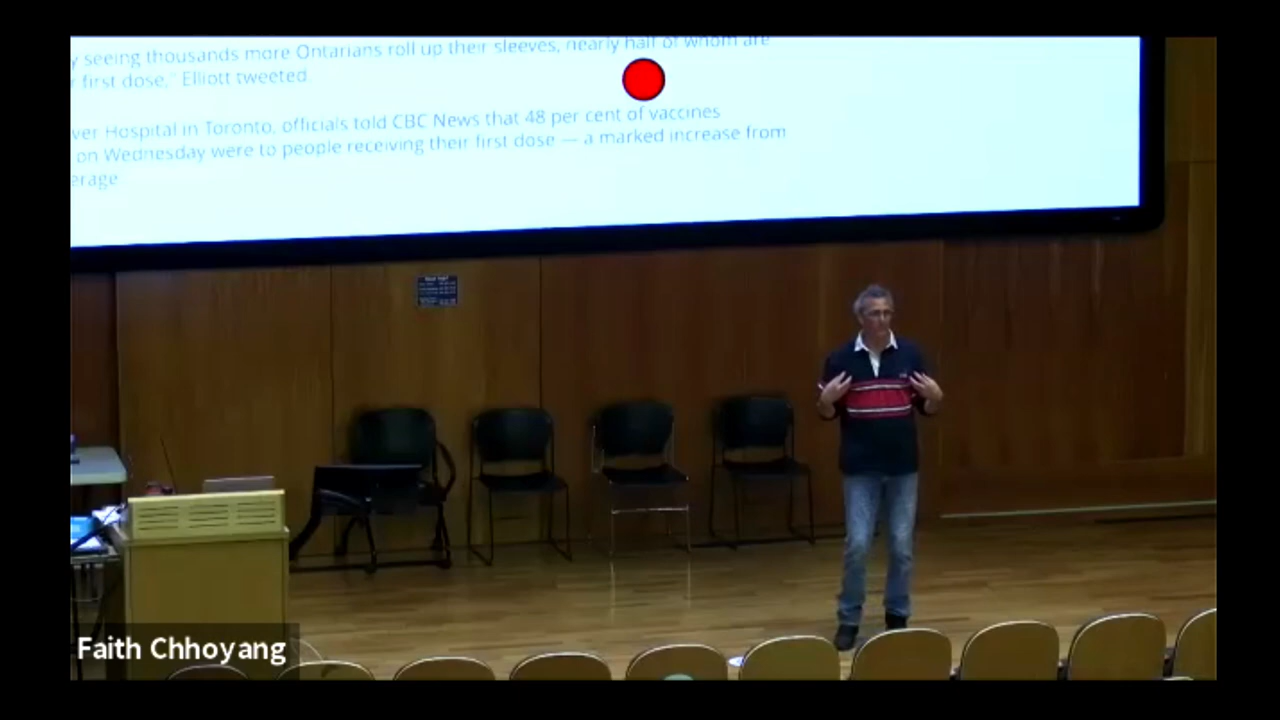 y seeing thousands more Ontarians roll up their sleeves, nearly half of whom are
r first dose," Elliott tweeted.
ver Hospital in Toronto, officials told CBC News that 48 per cent of vaccines
on Wednesday were to people receiving their first dose — a marked increase from
erage
Faith Chhoyang